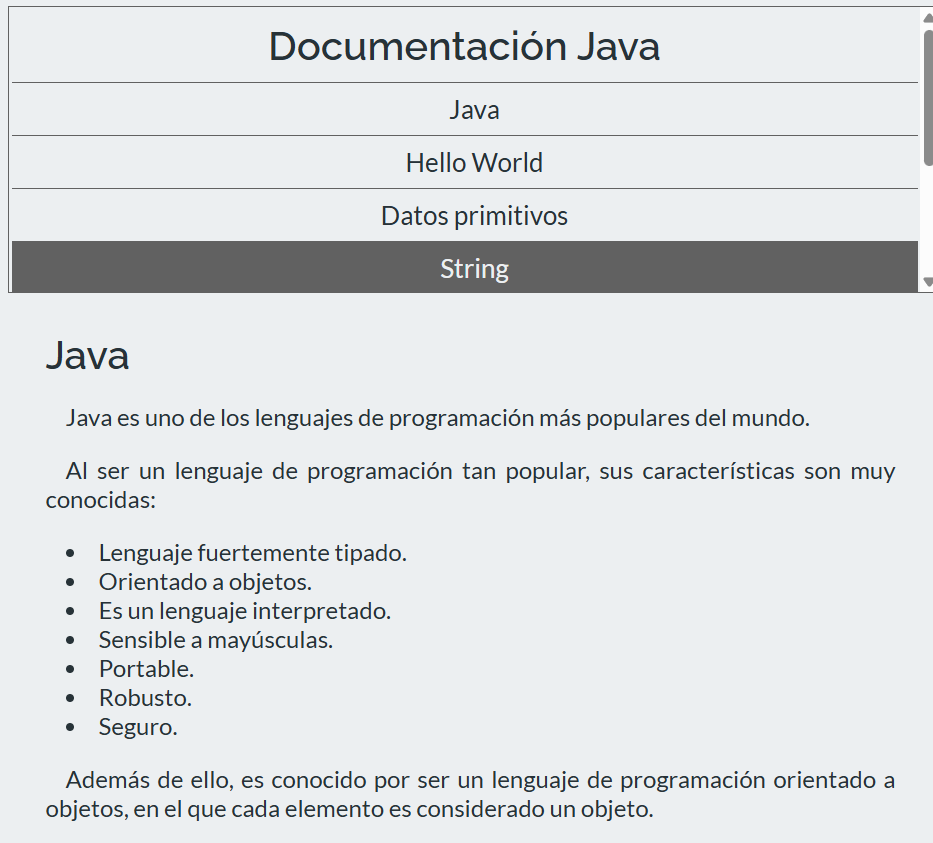 Documentación Java
Java
Hello World
Datos primitivos
String
Java
Java es uno de los lenguajes de programación más populares del mundo.
Al ser un lenguaje de programación tan popular, sus características son muy
conocidas:
• Lenguaje fuertemente tipado.
• Orientado a objetos.
• Es un lenguaje interpretado.
• Sensible a mayúsculas.
• Portable.
• Robusto.
• Seguro.
Además de ello, es conocido por ser un lenguaje de programación orientado a
objetos, en el que cada elemento es considerado un objeto.